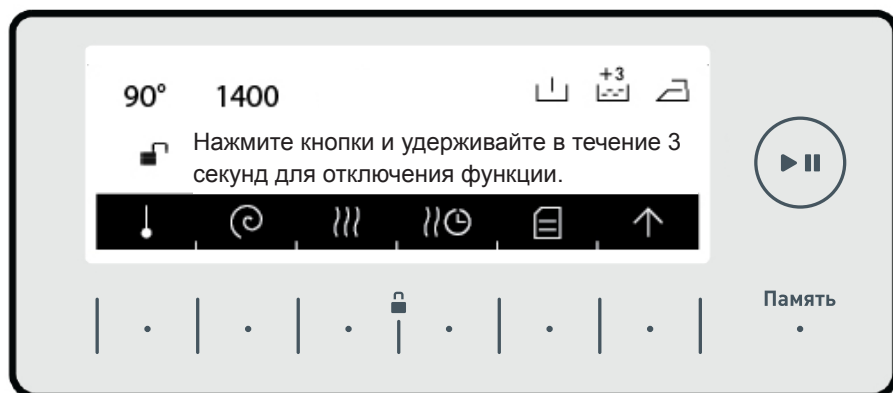 90° 1400 +3
Нажмите кнопки и удерживайте в течение 3
секунд для отключения функции.
Память